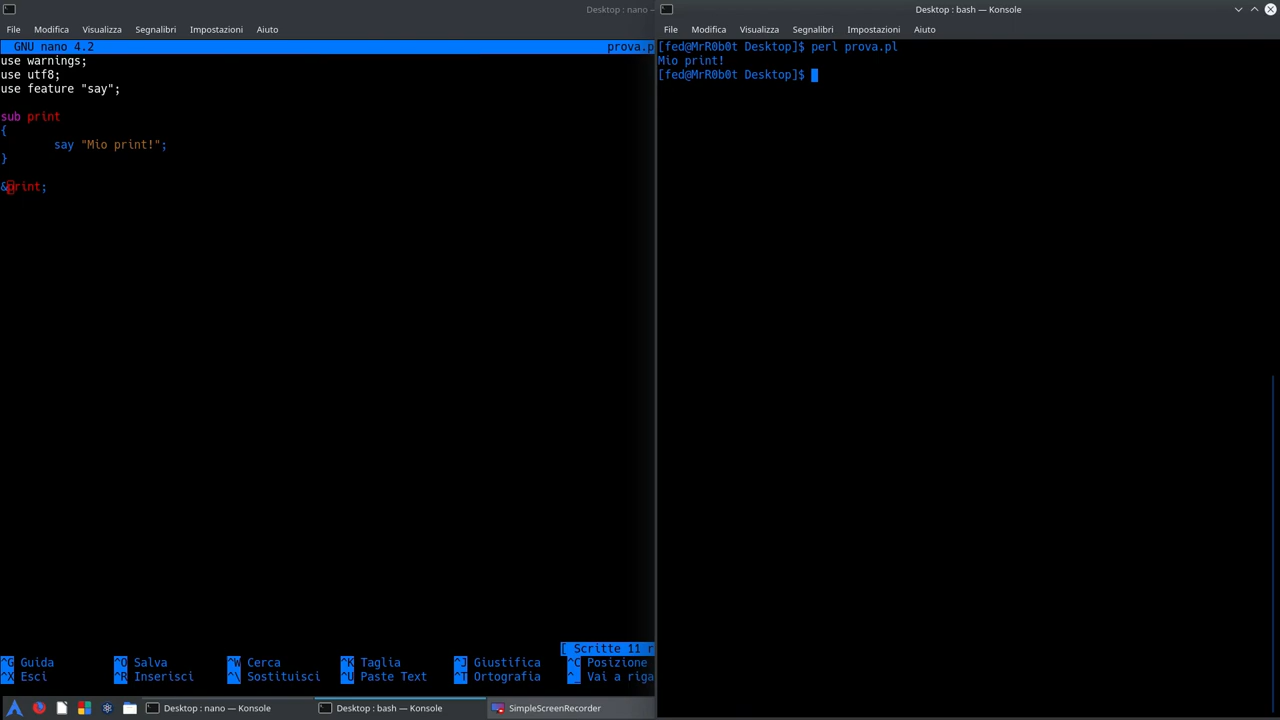 Desktop : nano —
File Modifica Visualizza Segnalibri Impostazioni Aiuto
GNU nano 4.2 prova.p
use warnings;
use utf8;
use feature "say";
sub print
{
say "Mio print!";
}
&print;
[ Scritte 11 r
^G Guida ^O Salva ^W Cerca ^K Taglia ^J Giustifica ^C Posizione
^X Esci ^R Inserisci ^\ Sostituisci ^U Paste Text ^T Ortografia ^_ Vai a riga
Desktop : bash — Konsole
File Modifica Visualizza Segnalibri Impostazioni Aiuto
[fed@MrR0b0t Desktop]$ perl prova.pl
Mio print!
[fed@MrR0b0t Desktop]$
Desktop : nano — Konsole Desktop : bash — Konsole SimpleScreenRecorder